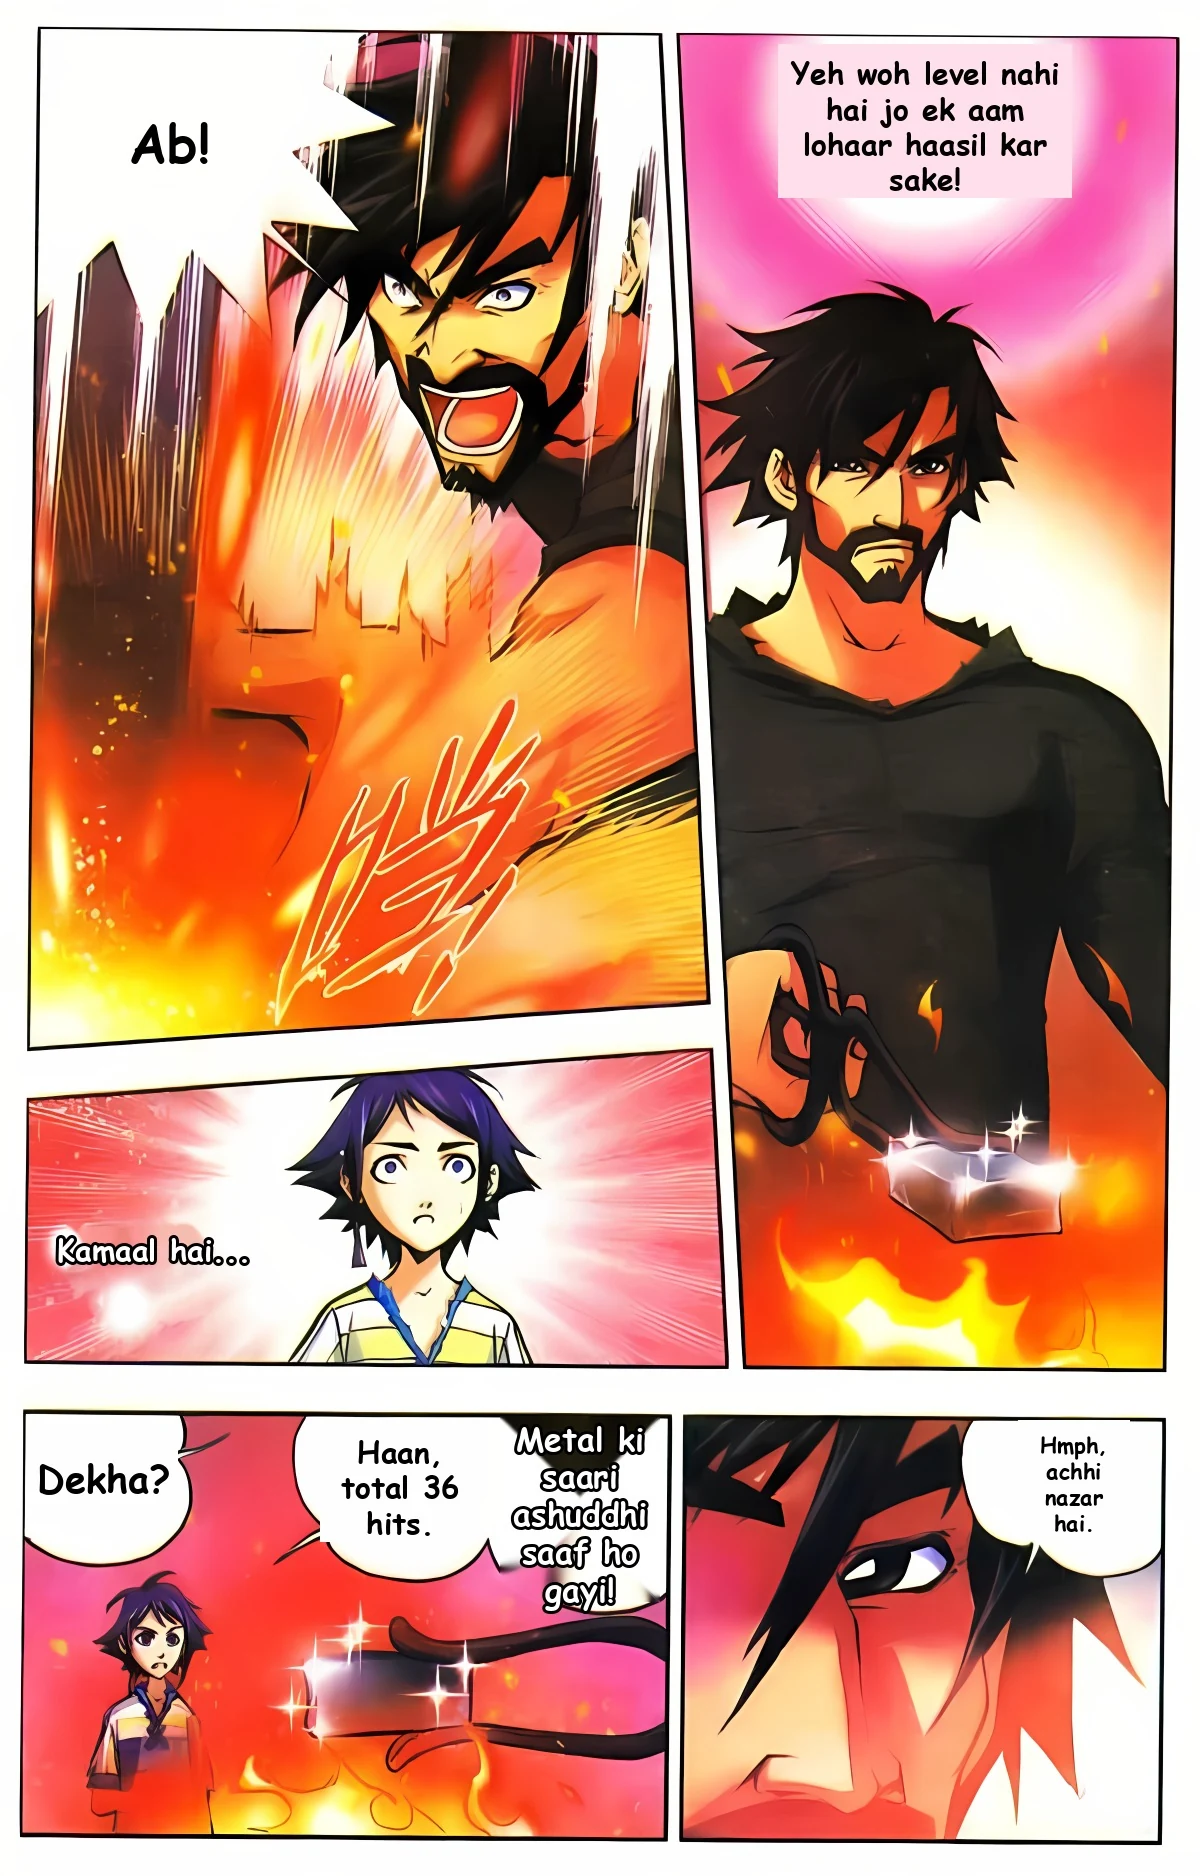 Ab!
Yeh woh level nahi
hai jo ek aam
lohaar haasil kar
sake!
Kamaal hai...
Dekha?
Haan,
total 36
hits.
Metal ki
saari
ashuddhi
saaf ho
gayi!
Hmph,
achhi
nazar
hai.